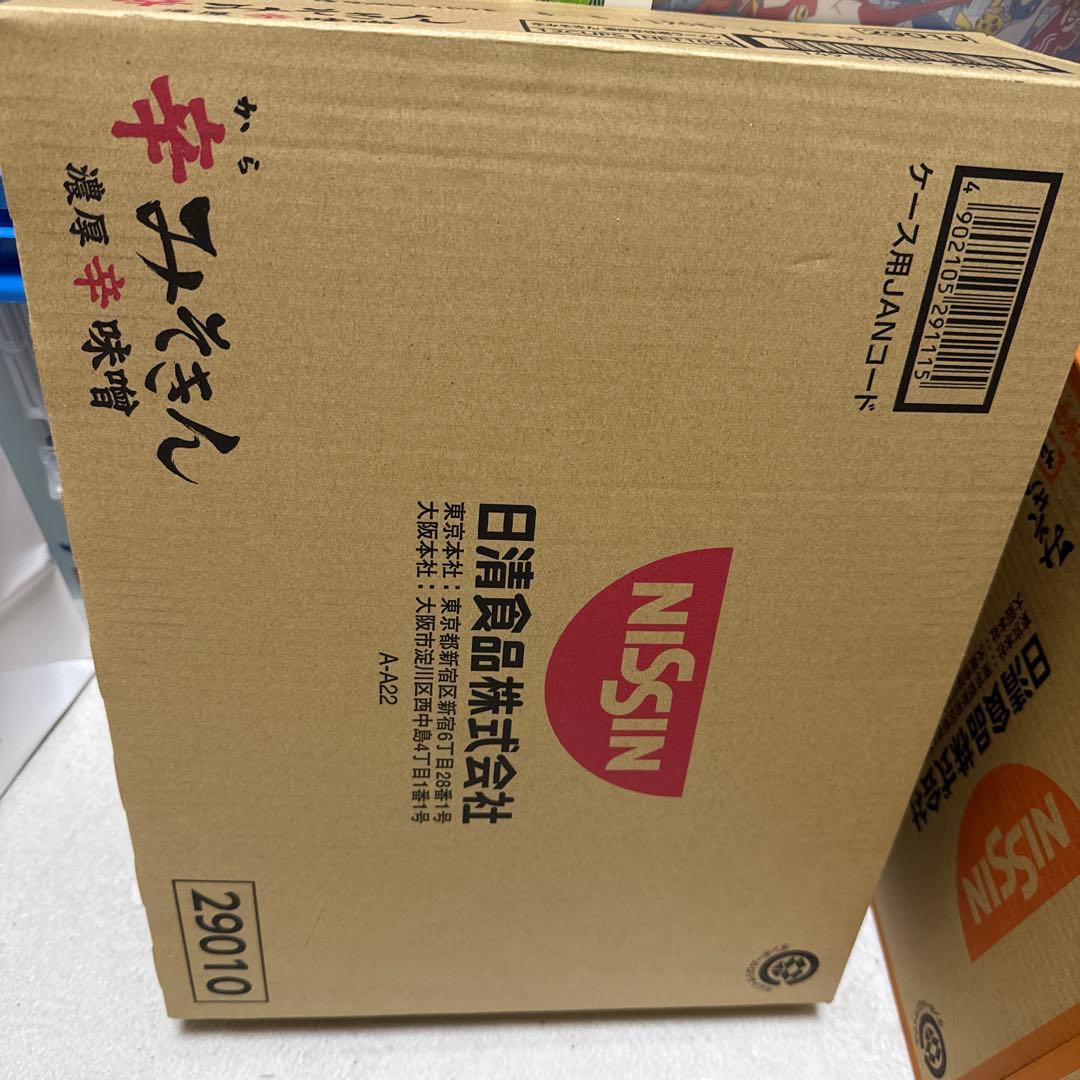 から
辛みそきん
濃厚辛味噌
4 902105 291115
ケース用JANコード
NISSIN
日清食品株式会社
東京本社：東京都新宿区新宿6丁目28番1号
大阪本社：大阪市淀川区西中島4丁目1番1号
A-A22
29010
NISSIN
日清食品株式会社